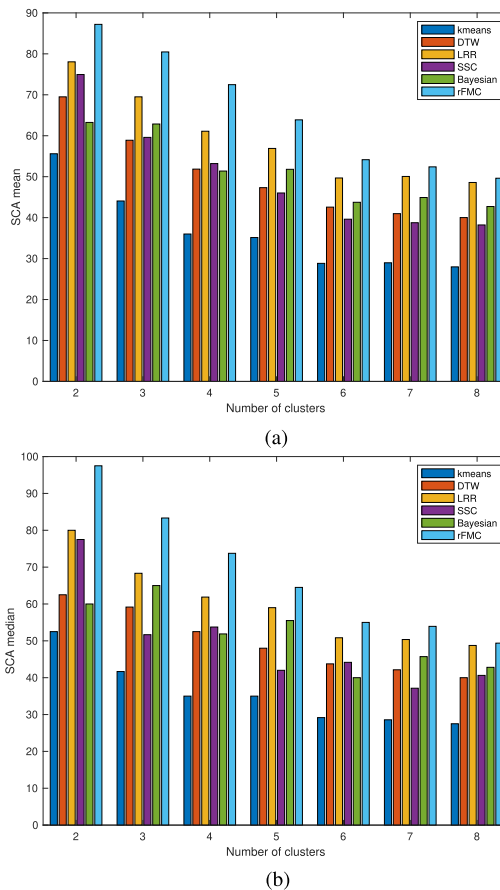 90
80
70
60
50
40
30
20
10
0
SCA mean
kmeans
DTW
LRR
SSC
Bayesian
rFMC
2 3 4 5 6 7 8
Number of clusters
(a)
100
90
80
70
60
50
40
30
20
10
0
SCA median
kmeans
DTW
LRR
SSC
Bayesian
rFMC
2 3 4 5 6 7 8
Number of clusters
(b)